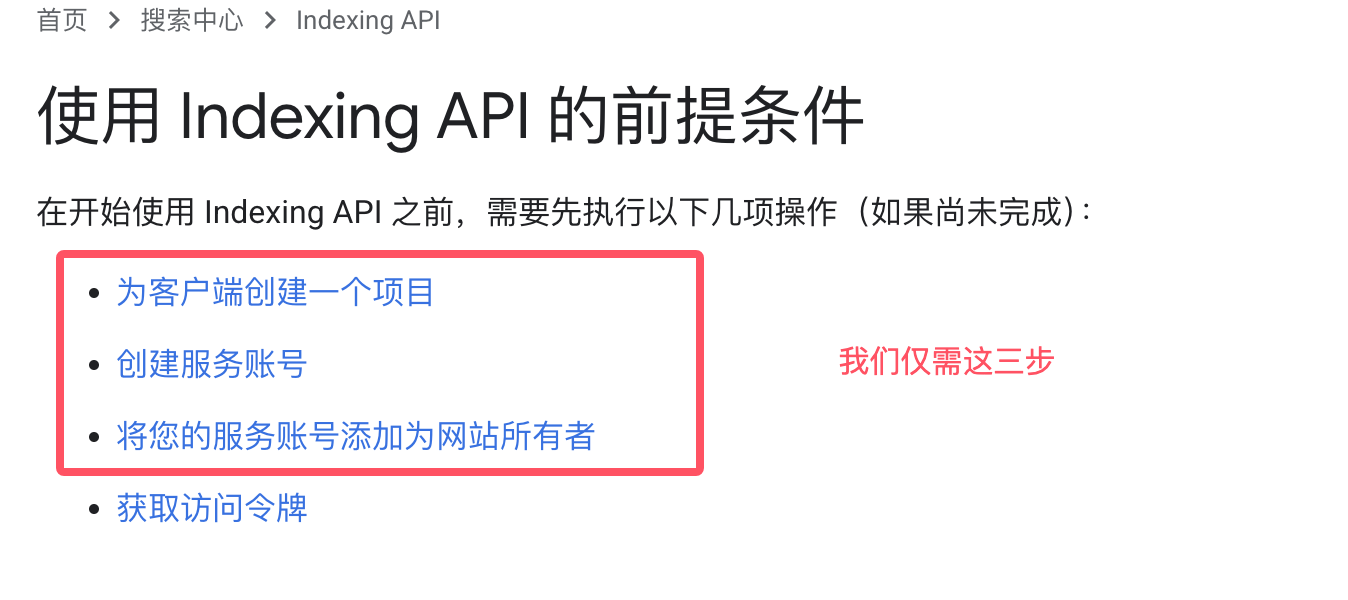 首页 > 搜索中心 > Indexing API
使用 Indexing API 的前提条件
在开始使用 Indexing API 之前，需要先执行以下几项操作（如果尚未完成）：
• 为客户端创建一个项目
• 创建服务账号
我们仅需这三步
• 将您的服务账号添加为网站所有者
• 获取访问令牌